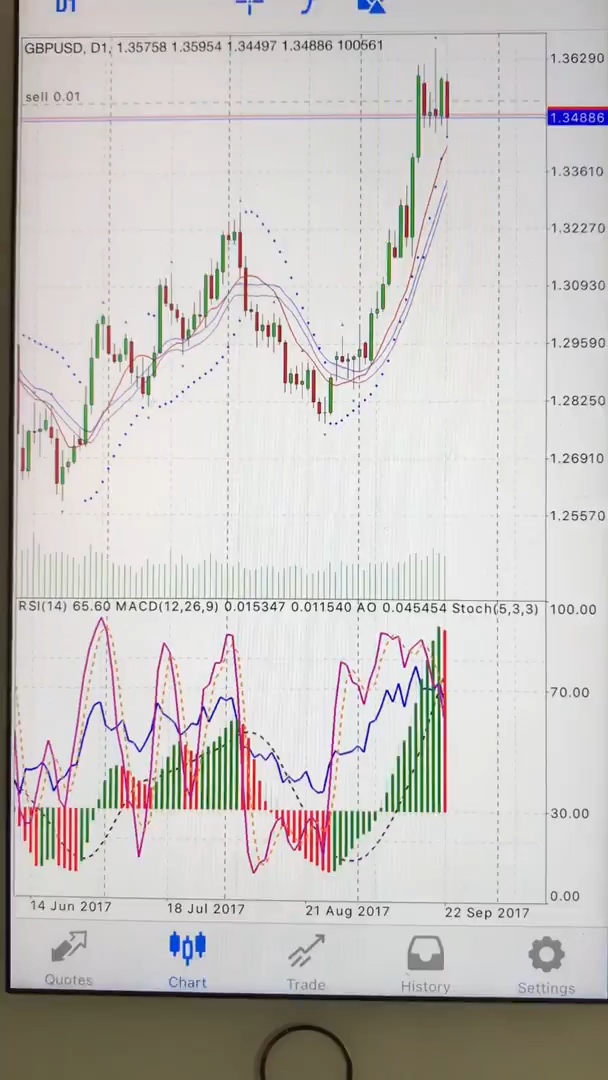 D1
GBPUSD, D1, 1.35758 1.35954 1.34497 1.34886 100561
1.36290
sell 0.01
1.34886
1.33610
1.32270
1.30930
1.29590
1.28250
1.26910
1.25570
RSI(14) 65.60 MACD(12,26,9) 0.015347 0.011540 AO 0.045454 Stoch(5,3,3)
100.00
70.00
30.00
0.00
14 Jun 2017 18 Jul 2017 21 Aug 2017 22 Sep 2017
Quotes Chart Trade History Settings